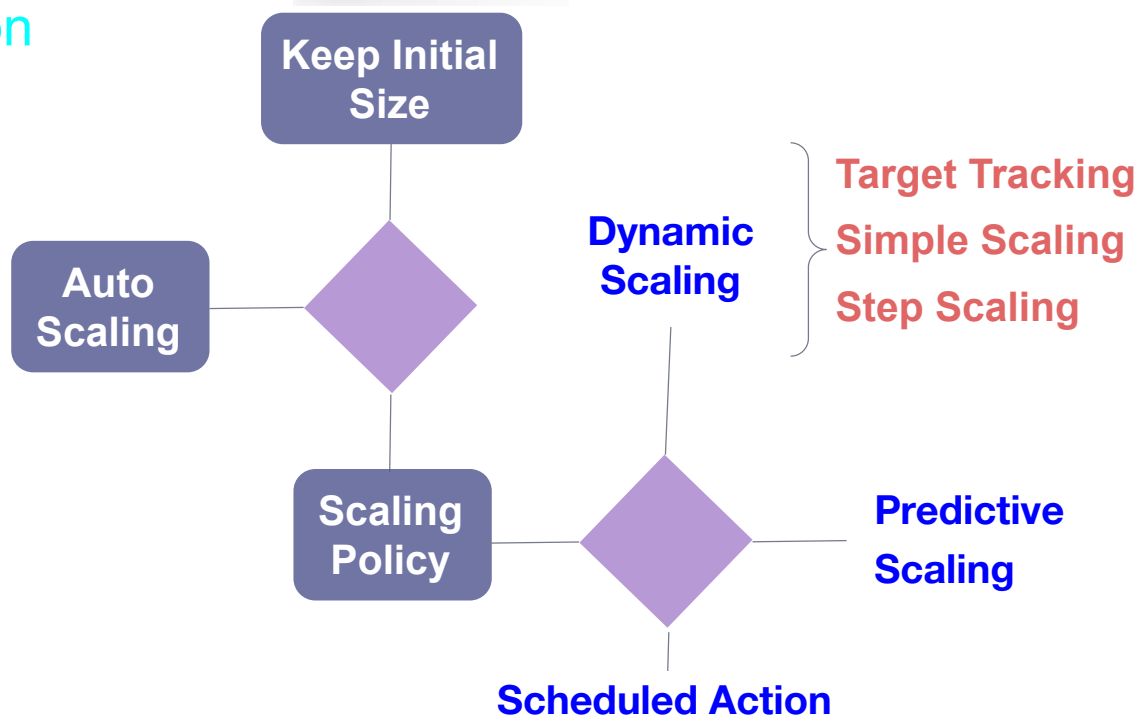 Keep Initial
Size
Auto
Scaling
Dynamic
Scaling
Target Tracking
Simple Scaling
Step Scaling
Scaling
Policy
Predictive
Scaling
Scheduled Action